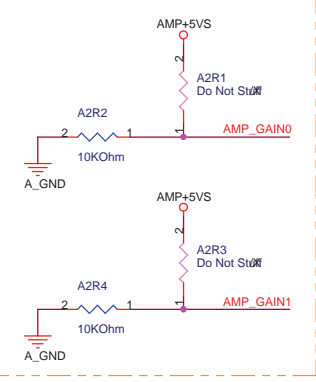 AMP+5VS
2
A2R1
Do Not Stuff
A2R2
2
1
1
AMP_GAIN0
10KOhm
A_GND
AMP+5VS
2
A2R3
Do Not Stuff
A2R4
2
1
1
AMP_GAIN1
10KOhm
A_GND